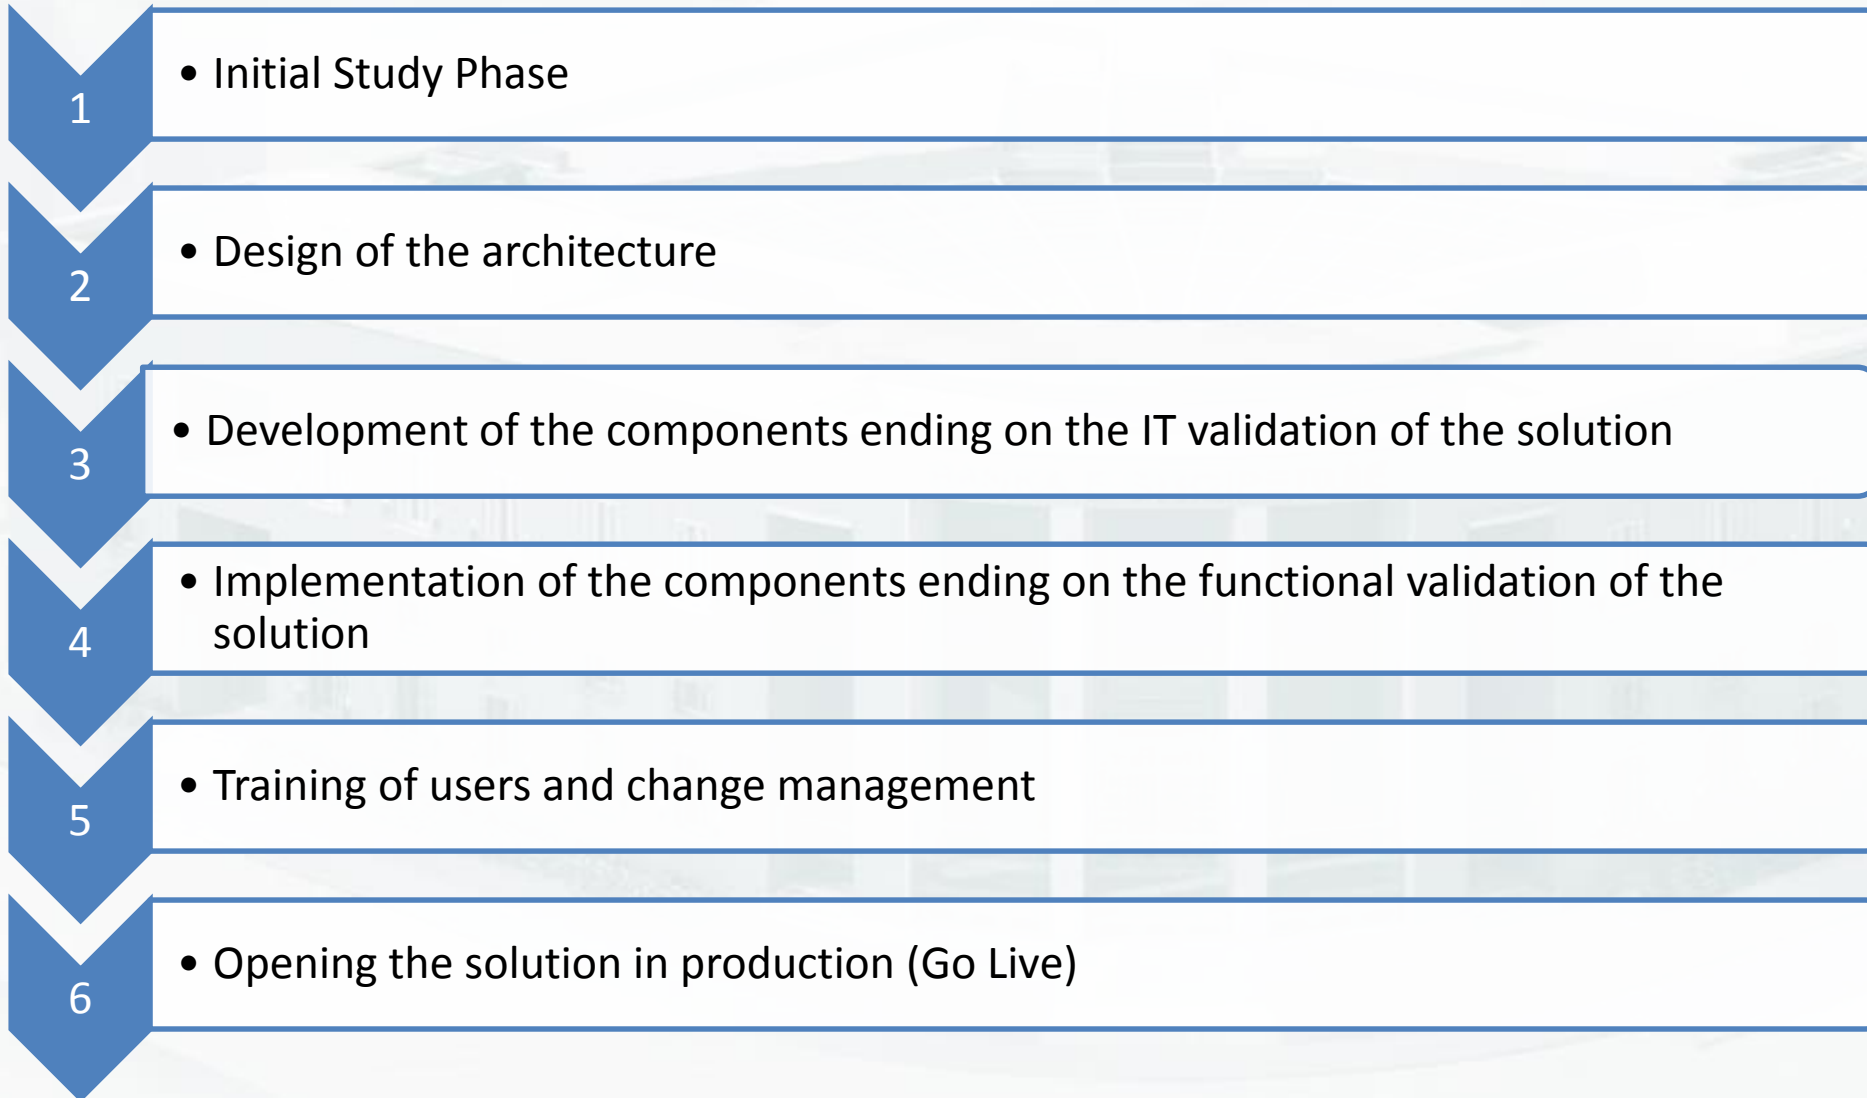 1
• Initial Study Phase
2
• Design of the architecture
3
• Development of the components ending on the IT validation of the solution
4
• Implementation of the components ending on the functional validation of the
solution
5
• Training of users and change management
6
• Opening the solution in production (Go Live)